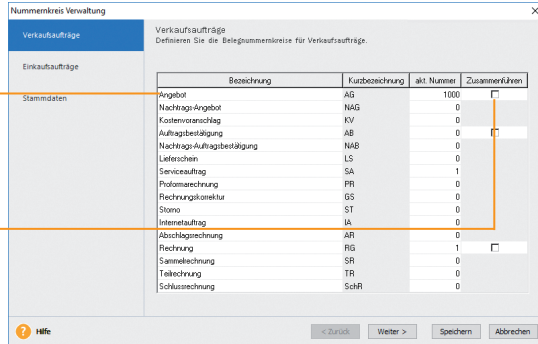 Nummernkreis Verwaltung
Verkaufsaufträge
Einkaufsaufträge
Stammdaten
Verkaufsaufträge
Definieren Sie die Belegnummernkreise für Verkaufsaufträge.
Bezeichnung Kurzbezeichnung akt. Nummer Zusammenführen
Angebot AG 1000
Nachtrags-Angebot NAG 0
Kostenvoranschlag KV 0
Auftragsbestätigung AB 0
Nachtrags-Auftragsbestätigung NAB 0
Lieferschein LS 0
Serviceauftrag SA 1
Proformarechnung PR 0
Rechnungskorrektur GS 0
Storno ST 0
Internetauftrag IA 0
Abschlagsrechnung AR 0
Rechnung RG 1
Sammelrechnung SR 0
Teilrechnung TR 0
Schlussrechnung SchR 0
? Hilfe < Zurück Weiter > Speichern Abbrechen